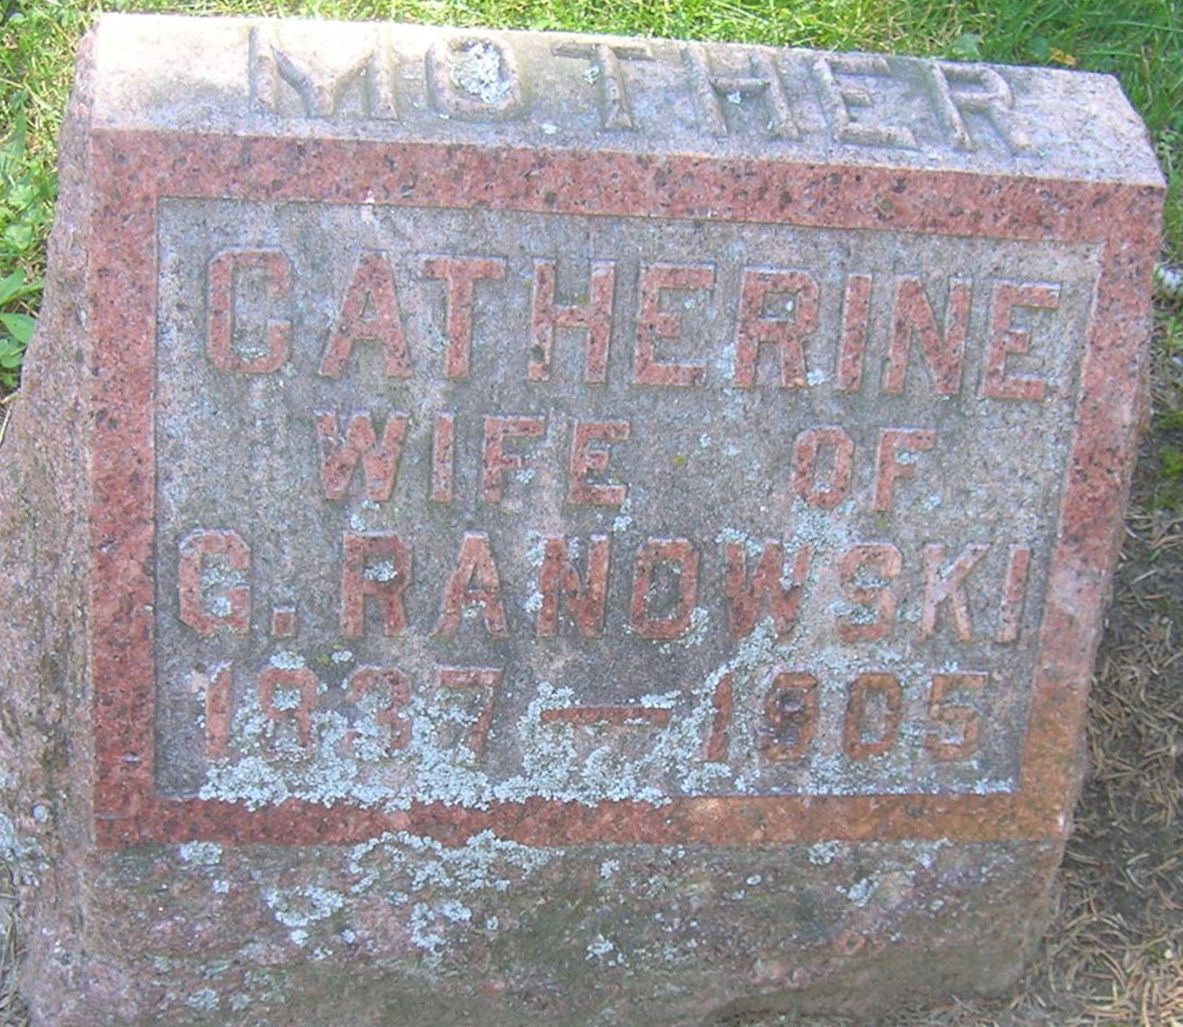 MOTHER
CATHERINE
WIFE OF
G. RANOWSKI
1837 — 1905